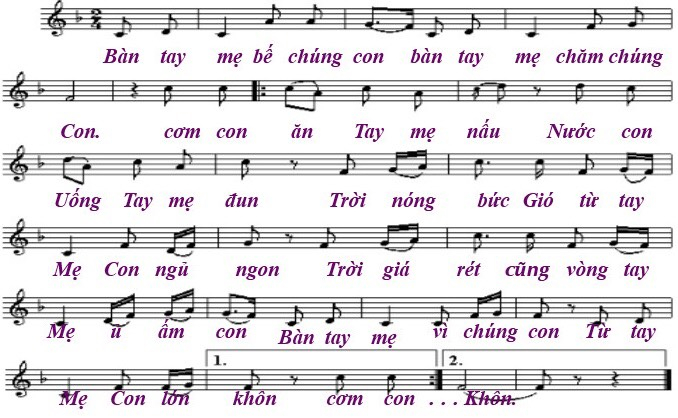 2
4
Bàn tay mẹ bế chúng con bàn tay mẹ chăm chúng
Con. cơm con ăn Tay mẹ nấu Nước con
Uống Tay mẹ đun Trời nóng bức Gió từ tay
Mẹ Con ngủ ngon Trời giá rét cũng vòng tay
Mẹ ủ ấm con Bàn tay mẹ vì chúng con Từ tay
1. 2.
Mẹ Con lớn khôn cơm con . . . Khôn.